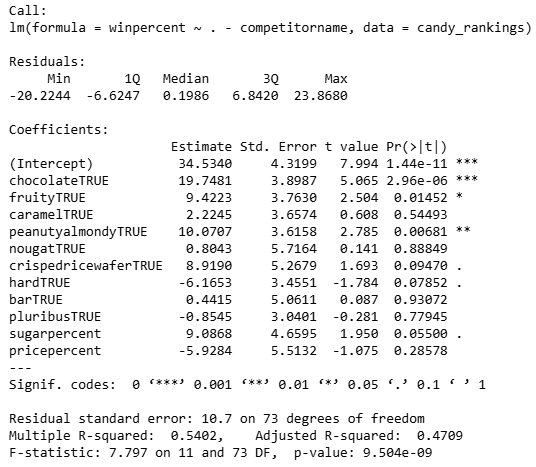 Call:
lm(formula = winpercent ~ . - competitorname, data = candy_rankings)

Residuals:
     Min       1Q   Median       3Q      Max
-20.2244  -6.6247   0.1986   6.8420  23.8680

Coefficients:
                     Estimate Std. Error t value Pr(>|t|)
(Intercept)           34.5340     4.3199   7.994 1.44e-11 ***
chocolateTRUE         19.7481     3.8987   5.065 2.96e-06 ***
fruityTRUE             9.4223     3.7630   2.504  0.01452 *
caramelTRUE            2.2245     3.6574   0.608  0.54493
peanutyalmondyTRUE    10.0707     3.6158   2.785  0.00681 **
nougatTRUE             0.8043     5.7164   0.141  0.88849
crispedricewaferTRUE   8.9190     5.2679   1.693  0.09470 .
hardTRUE              -6.1653     3.4551  -1.784  0.07852 .
barTRUE                0.4415     5.0611   0.087  0.93072
pluribusTRUE          -0.8545     3.0401  -0.281  0.77945
sugarpercent           9.0868     4.6595   1.950  0.05500 .
pricepercent          -5.9284     5.5132  -1.075  0.28578
---
Signif. codes:  0 ‘***’ 0.001 ‘**’ 0.01 ‘*’ 0.05 ‘.’ 0.1 ‘ ’ 1

Residual standard error: 10.7 on 73 degrees of freedom
Multiple R-squared:  0.5402,    Adjusted R-squared:  0.4709
F-statistic: 7.797 on 11 and 73 DF,  p-value: 9.504e-09